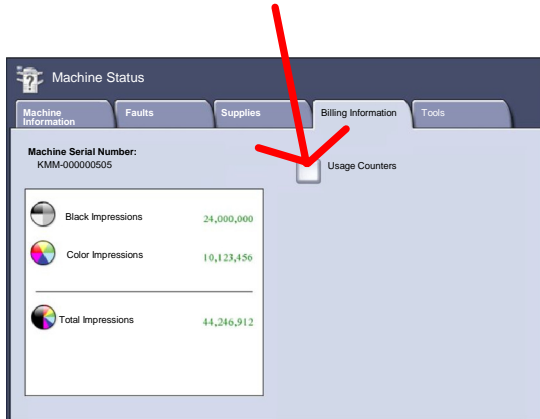 Machine Status
Machine Information
Faults
Supplies
Billing Information
Tools
Machine Serial Number:
KMM-000000505
Usage Counters
Black Impressions 24,000,000
Color Impressions 10,123,456
Total Impressions 44,246,912